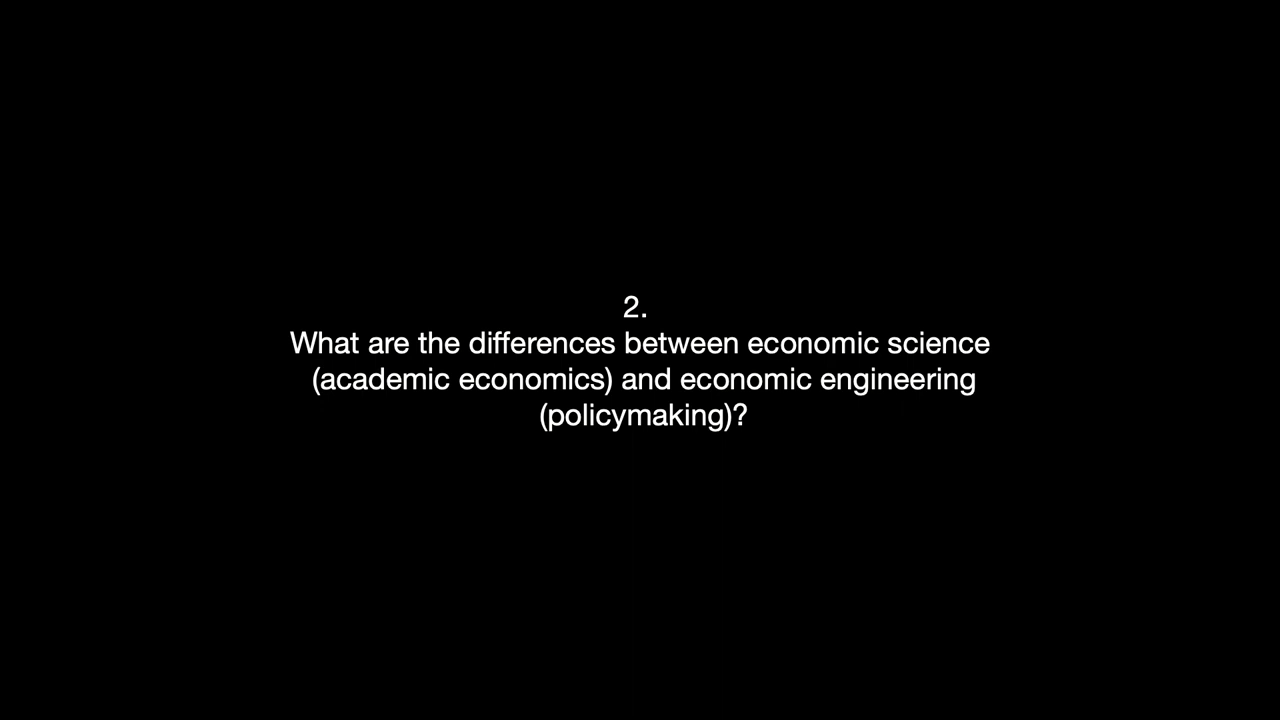 2.
What are the differences between economic science
(academic economics) and economic engineering
(policymaking)?